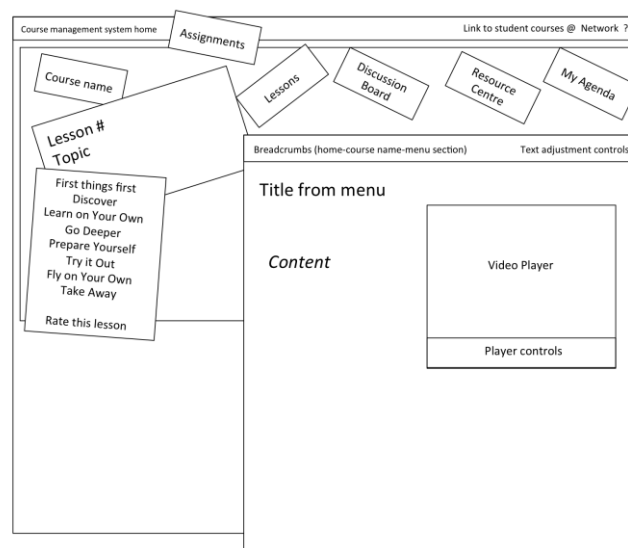 Course management system home
Link to student courses @ Network ?
Assignments
Course name
Lessons
Discussion
Board
Resource
Centre
My Agenda
Lesson #
Topic
First things first
Discover
Learn on Your Own
Go Deeper
Prepare Yourself
Try it Out
Fly on Your Own
Take Away
Rate this lesson
Breadcrumbs (home-course name-menu section)
Text adjustment controls
Title from menu
Content
Video Player
Player controls